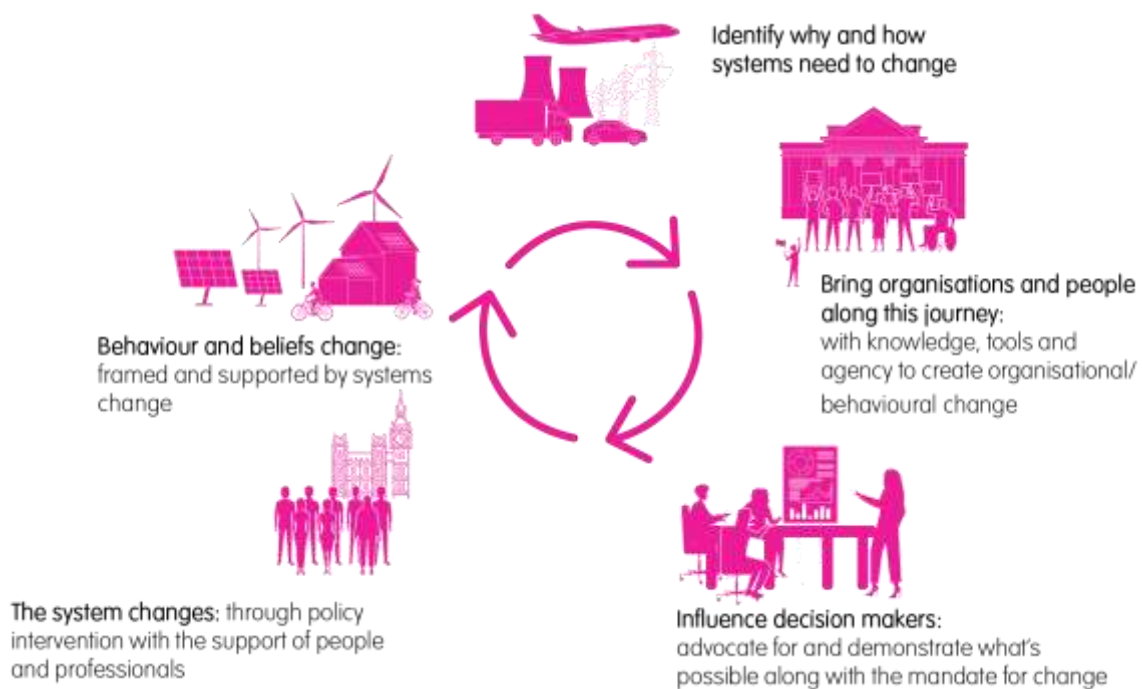 Identify why and how
systems need to change
Bring organisations and people
along this journey:
with knowledge, tools and
agency to create organisational/
behavioural change
Influence decision makers:
advocate for and demonstrate what's
possible along with the mandate for change
The system changes: through policy
intervention with the support of people
and professionals
Behaviour and beliefs change:
framed and supported by systems
change